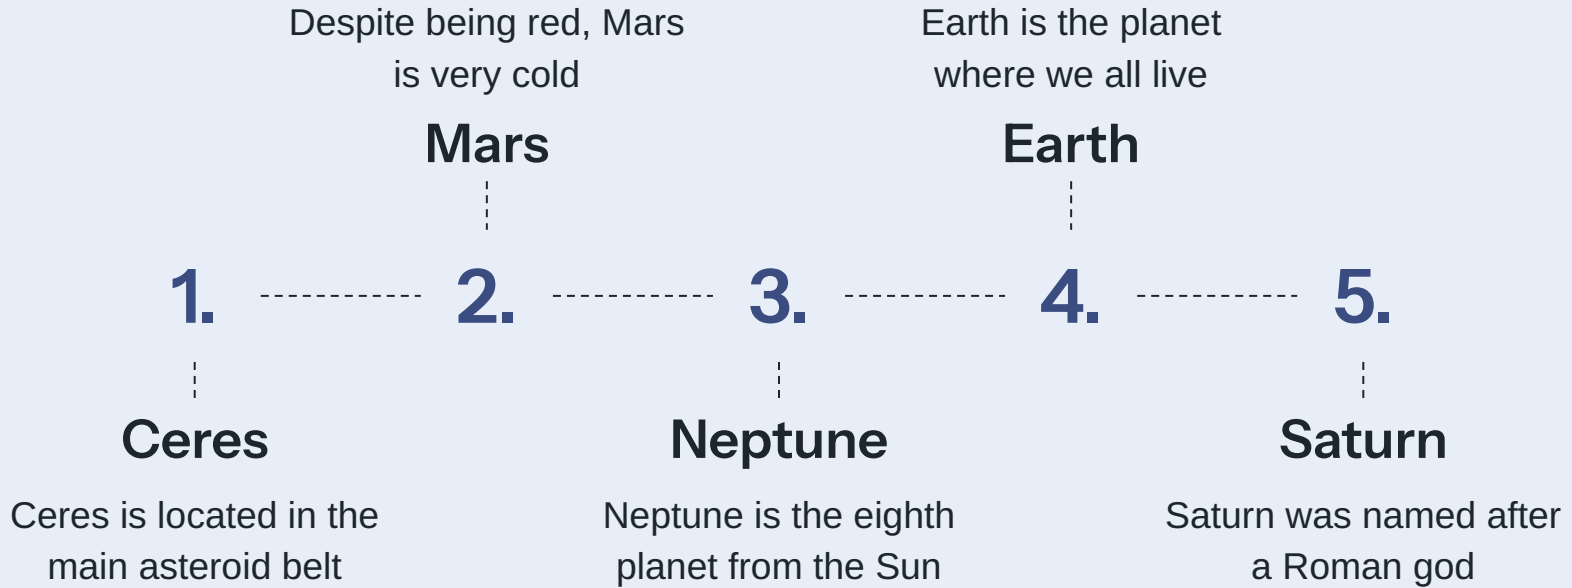 Despite being red, Mars
is very cold
Mars
Earth is the planet
where we all live
Earth
1.
2.
3.
4.
5.
Ceres
Ceres is located in the
main asteroid belt
Neptune
Neptune is the eighth
planet from the Sun
Saturn
Saturn was named after
a Roman god